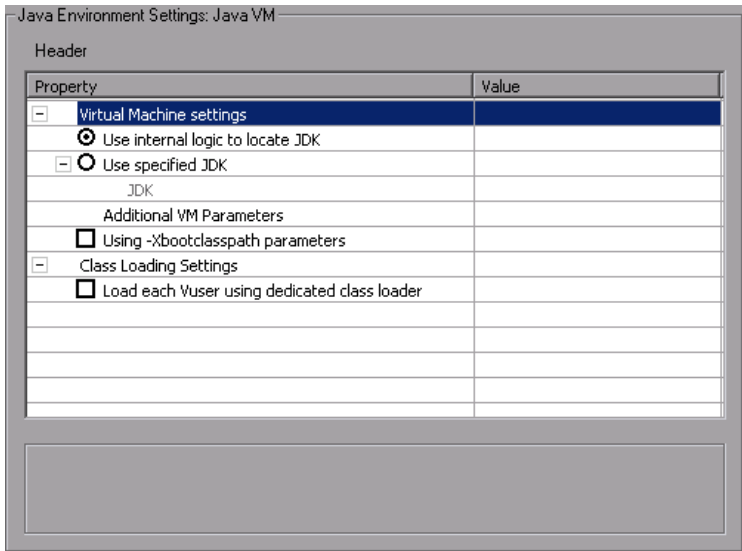 Java Environment Settings: Java VM
Header
Property Value
Virtual Machine settings
Use internal logic to locate JDK
Use specified JDK
JDK
Additional VM Parameters
Using -Xbootclasspath parameters
Class Loading Settings
Load each Vuser using dedicated class loader